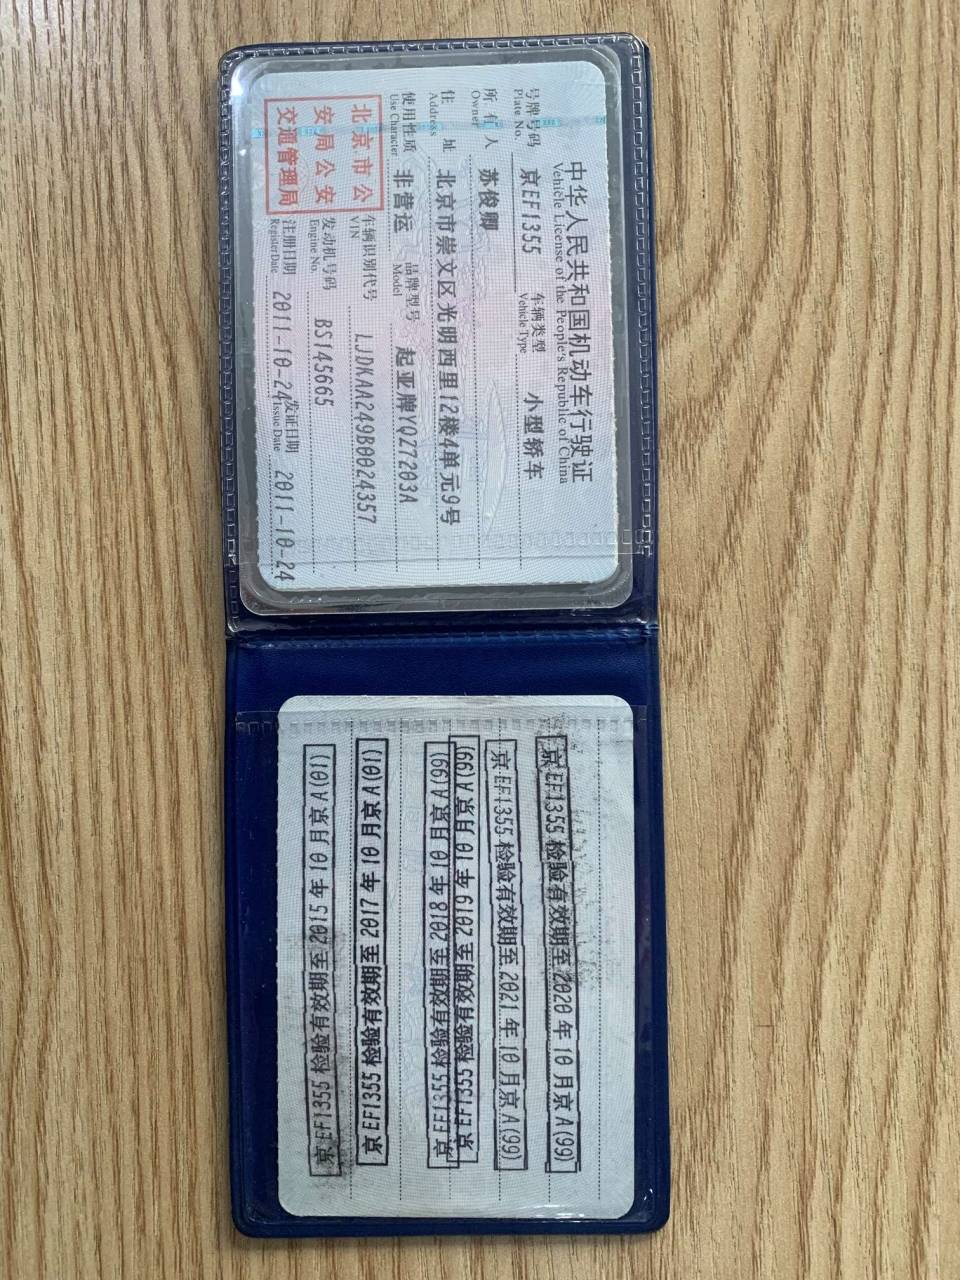 中华人民共和国机动车行驶证
Vehicle License of the People's Republic of China
号牌号码 京EF1355 车辆类型 小型轿车
Plate No. Vehicle Type
所有人 苏俊卿
Owner
住址 北京市崇文区光明西里12楼4单元9号
Address
使用性质 非营运 品牌型号 起亚牌YQZ7203A
Use Character Model
北京市公安局公安交通管理局
车辆识别代号 LJDKAA249B0024357
VIN
发动机号码 BS145665
Engine No.
注册日期 2011-10-24 发证日期 2011-10-24
Register Date Issue Date
京EF1355检验有效期至2020年10月京A(99)
京EF1355检验有效期至2021年10月京A(99)
京EF1355检验有效期至2019年10月京A(99)
京EF1355检验有效期至2018年10月京A(99)
京EF1355检验有效期至2017年10月京A(01)
京EF1355检验有效期至2015年10月京A(01)